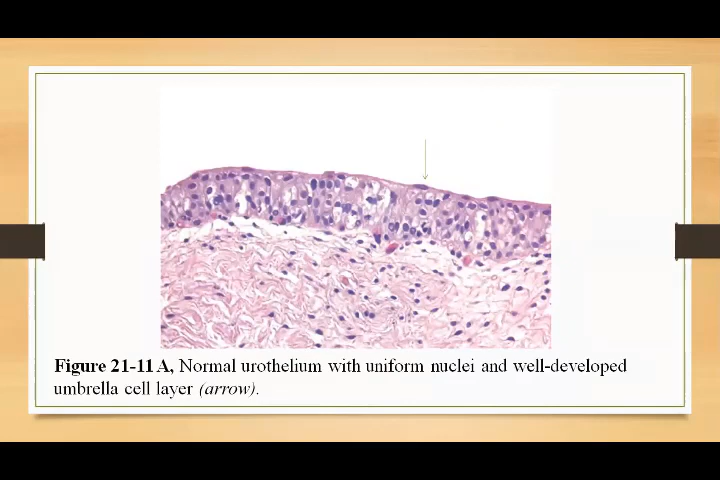 Figure 21-11 A, Normal urothelium with uniform nuclei and well-developed
umbrella cell layer (arrow).